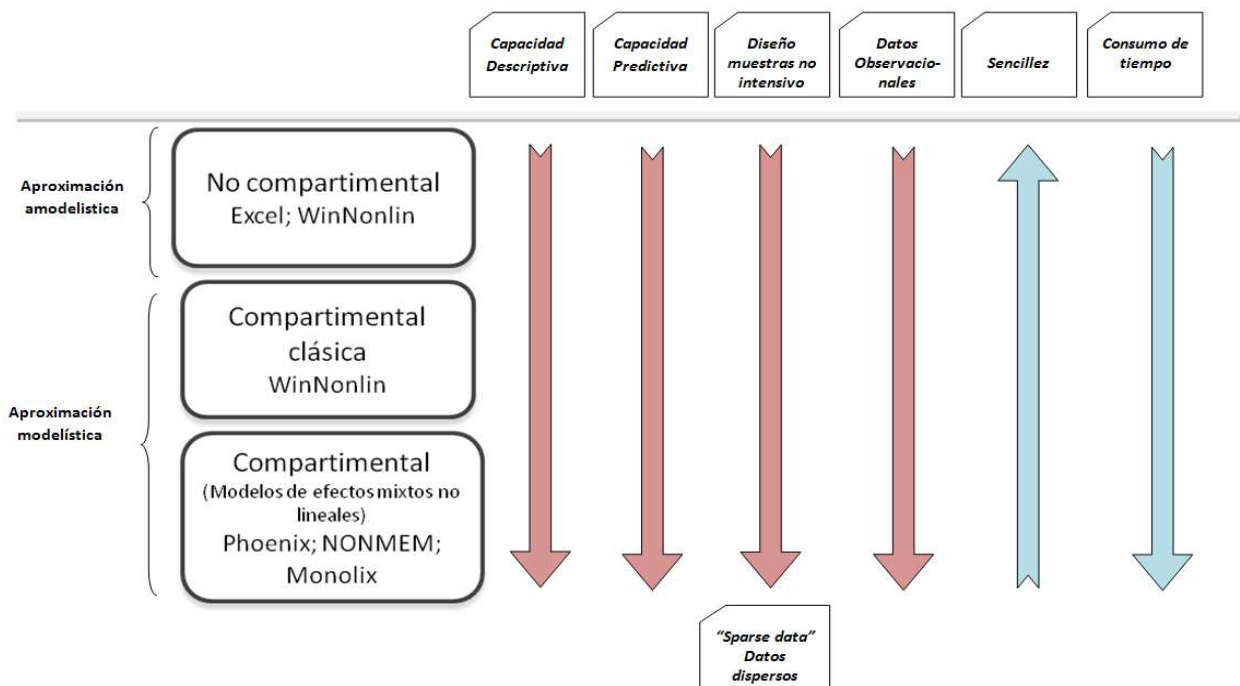 Capacidad
Descriptiva
Capacidad
Predictiva
Diseño
muestras no
intensivo
Datos
Observacio-
nales
Sencillez
Consumo de
tiempo
Aproximación
amodelistica
No compartimental
Excel; WinNonlin
Aproximación
modelística
Compartimental
clásica
WinNonlin
Compartimental
(Modelos de efectos mixtos no
lineales)
Phoenix; NONMEM;
Monolix
“Sparse data”
Datos
dispersos